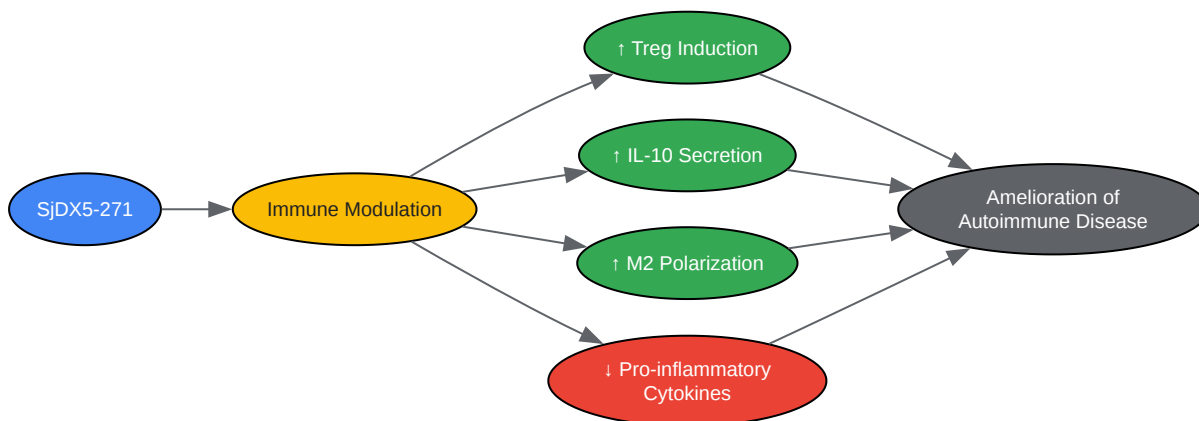 SjDX5-271
Immune Modulation
↑ Treg Induction
↑ IL-10 Secretion
↑ M2 Polarization
↓ Pro-inflammatory
Cytokines
Amelioration of
Autoimmune Disease